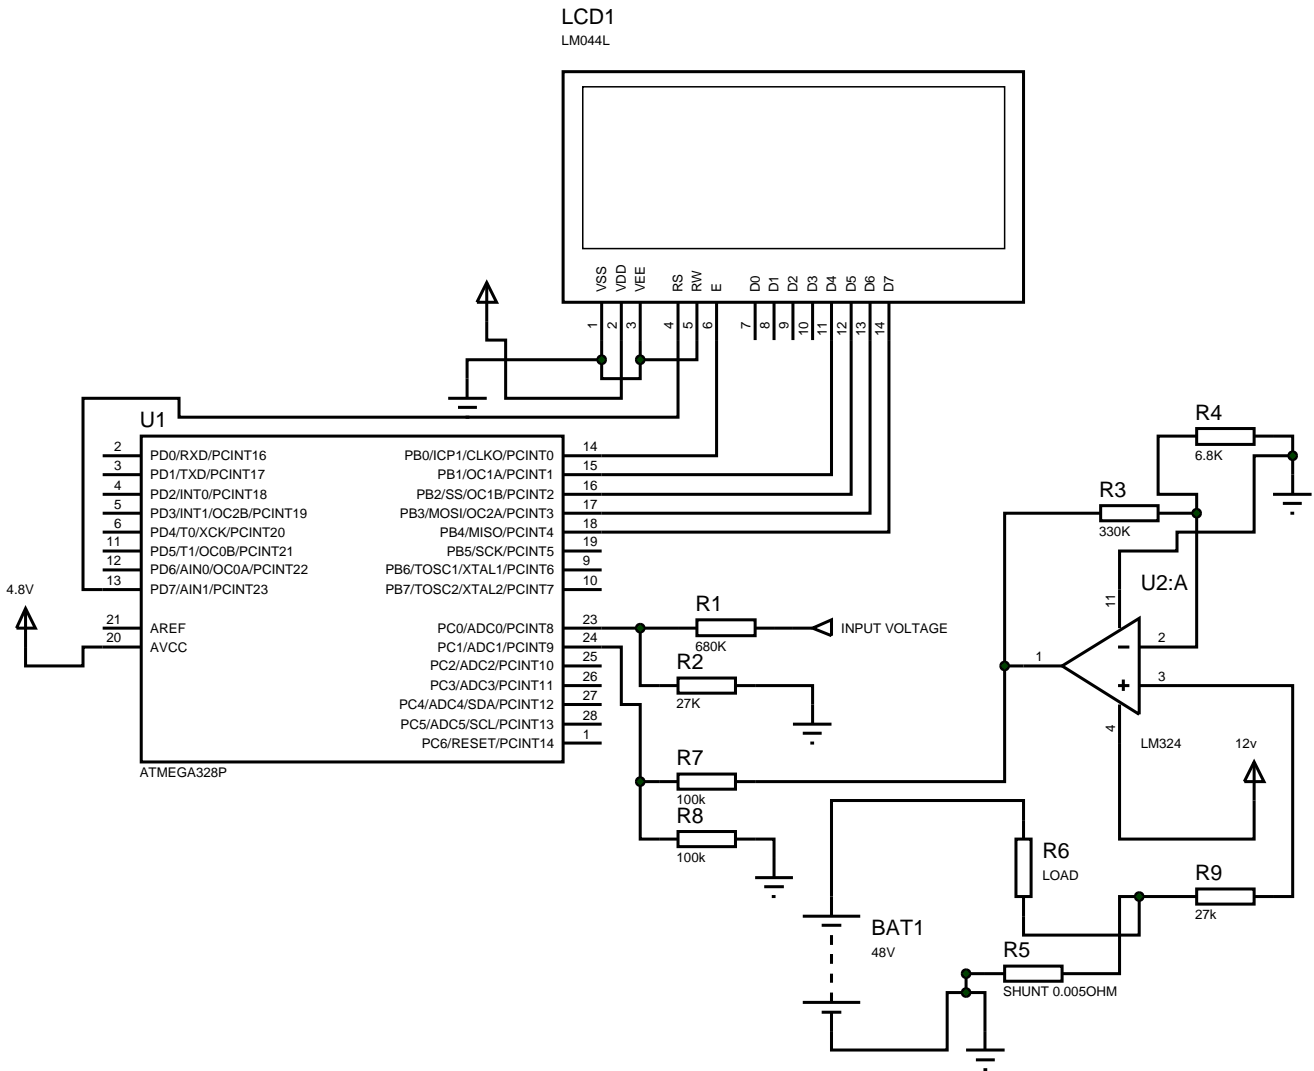 LCD1
LM044L
VSS VDD VEE RS RW E D0 D1 D2 D3 D4 D5 D6 D7
1 2 3 4 5 6 7 8 9 10 11 12 13 14
U1
2 PD0/RXD/PCINT16
3 PD1/TXD/PCINT17
4 PD2/INT0/PCINT18
5 PD3/INT1/OC2B/PCINT19
6 PD4/T0/XCK/PCINT20
11 PD5/T1/OC0B/PCINT21
12 PD6/AIN0/OC0A/PCINT22
13 PD7/AIN1/PCINT23
21 AREF
20 AVCC
PB0/ICP1/CLKO/PCINT0 14
PB1/OC1A/PCINT1 15
PB2/SS/OC1B/PCINT2 16
PB3/MOSI/OC2A/PCINT3 17
PB4/MISO/PCINT4 18
PB5/SCK/PCINT5 19
PB6/TOSC1/XTAL1/PCINT6 9
PB7/TOSC2/XTAL2/PCINT7 10
PC0/ADC0/PCINT8 23
PC1/ADC1/PCINT9 24
PC2/ADC2/PCINT10 25
PC3/ADC3/PCINT11 26
PC4/ADC4/SDA/PCINT12 27
PC5/ADC5/SCL/PCINT13 28
PC6/RESET/PCINT14 1
ATMEGA328P
4.8V
R1
680K
INPUT VOLTAGE
R2
27K
R7
100k
R8
100k
R4
6.8K
R3
330K
U2:A
11
2
1
3
4
LM324
12v
R6
LOAD
R9
27k
BAT1
48V
R5
SHUNT 0.005OHM